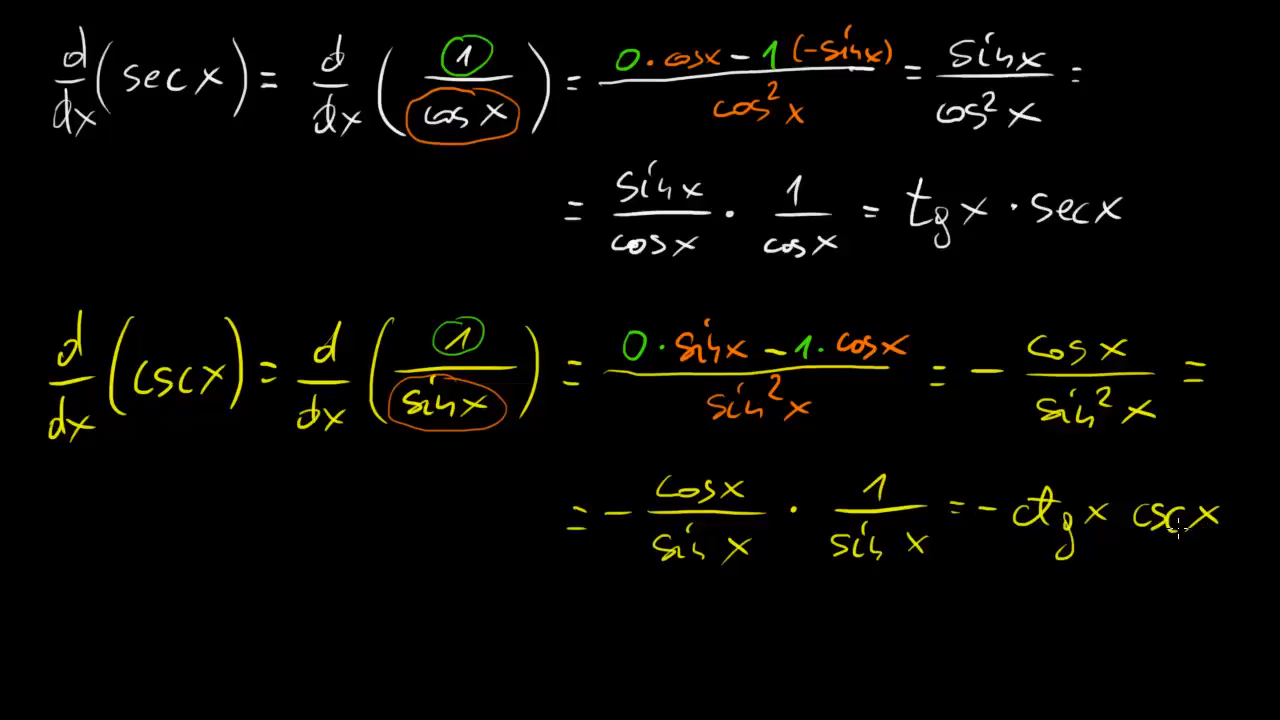 d/dx (sec x) = d/dx (1/cos x) = (0 · cos x − 1 (−sin x))/cos² x = sin x/cos² x =
= sin x/cos x · 1/cos x = tg x · sec x
d/dx (csc x) = d/dx (1/sin x) = (0 · sin x − 1 · cos x)/sin² x = − cos x/sin² x =
= − cos x/sin x · 1/sin x = − ctg x csc x